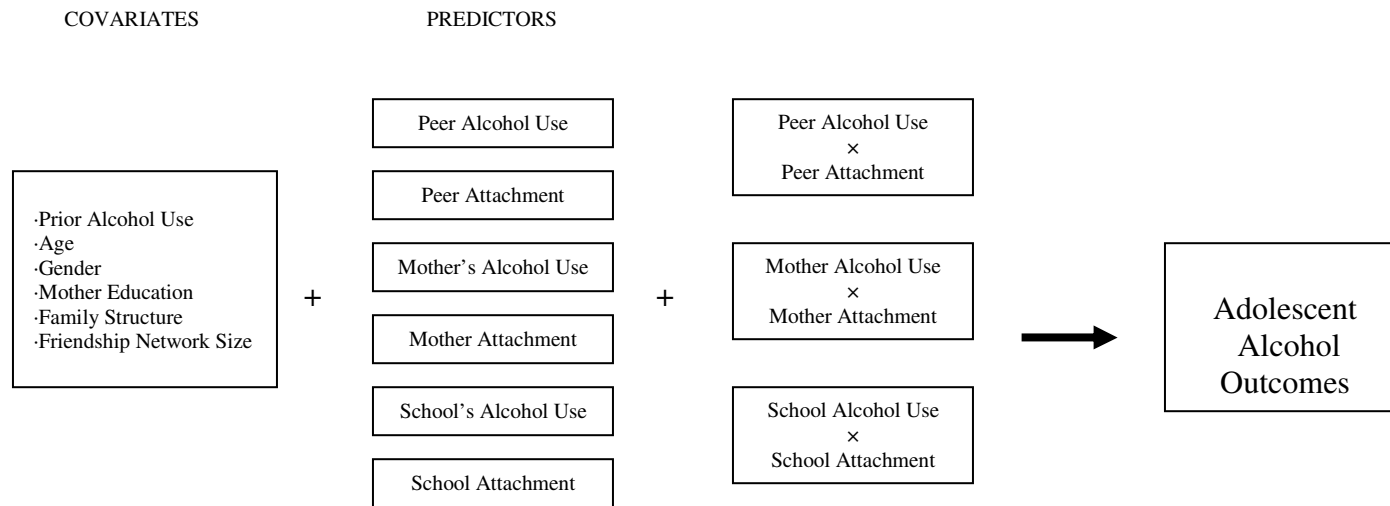 COVARIATES
PREDICTORS
·Prior Alcohol Use
·Age
·Gender
·Mother Education
·Family Structure
·Friendship Network Size
+
Peer Alcohol Use
Peer Attachment
Mother’s Alcohol Use
Mother Attachment
School’s Alcohol Use
School Attachment
+
Peer Alcohol Use
×
Peer Attachment
Mother Alcohol Use
×
Mother Attachment
School Alcohol Use
×
School Attachment
Adolescent
Alcohol
Outcomes